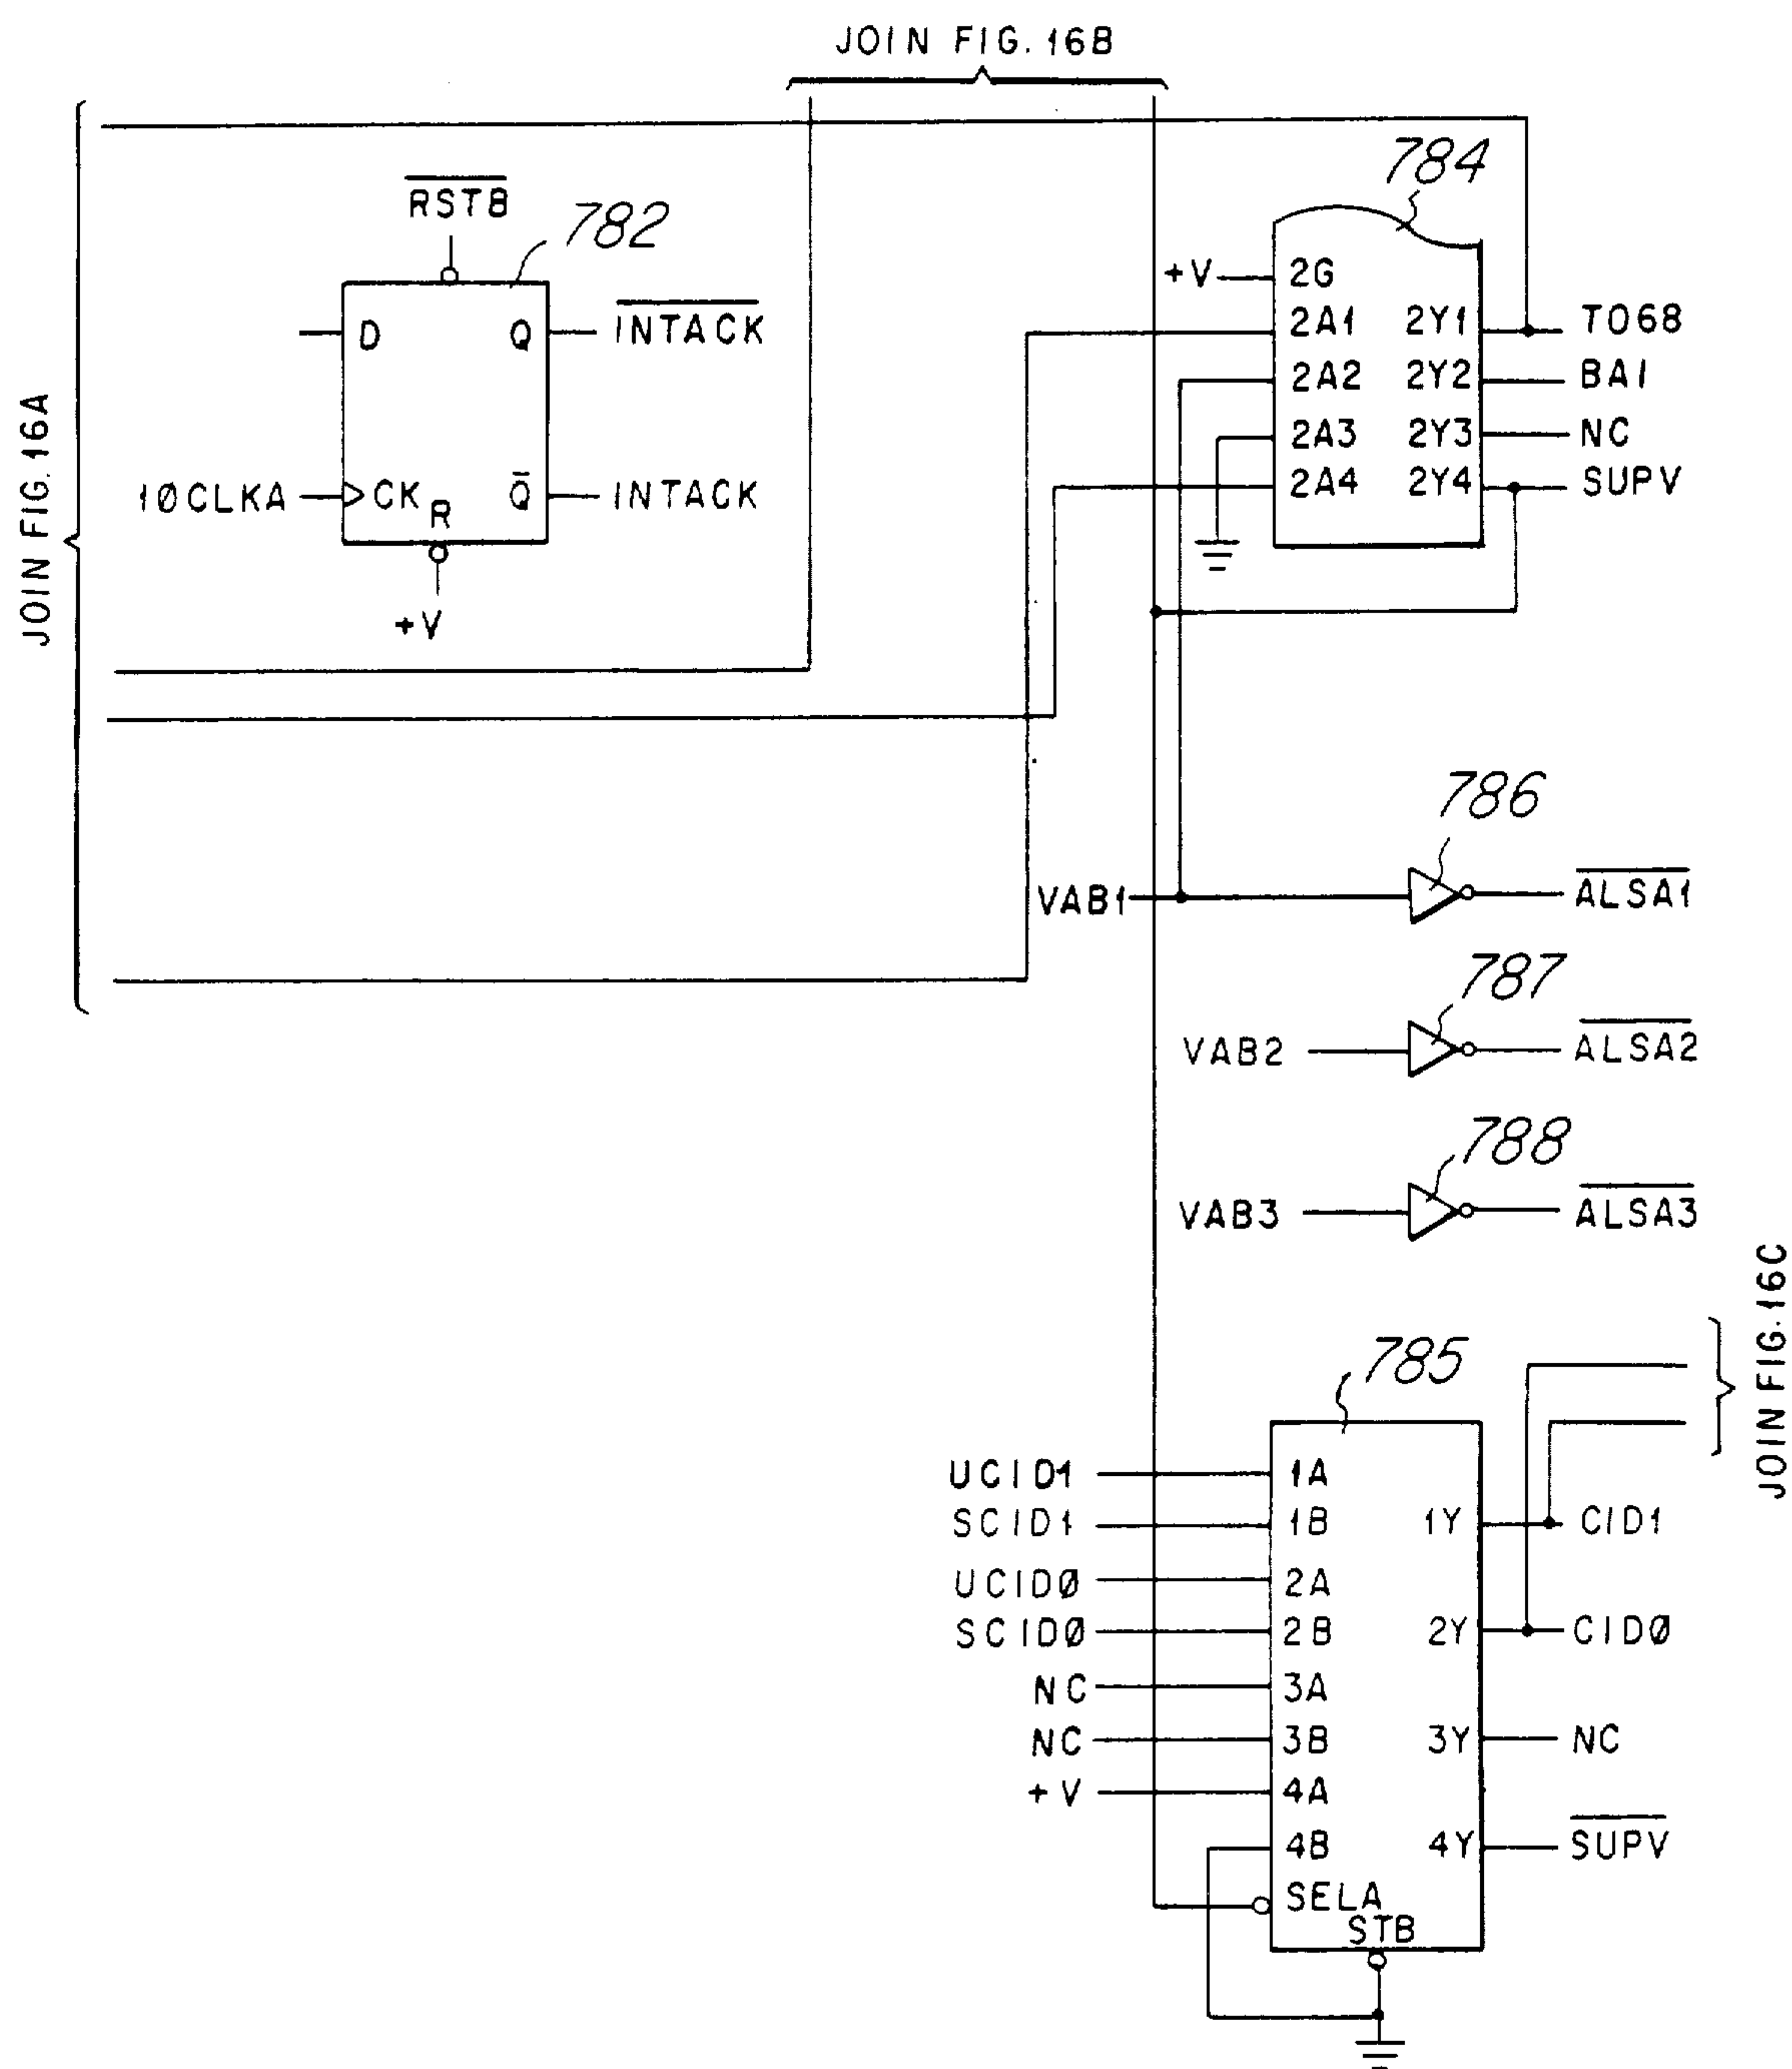 JOIN FIG. 16B
JOIN FIG. 16A
RSTB
782
D Q INTACK
10CLKA CK R Q̅ INTACK
+V
784
+V 2G
2A1 2Y1 TO68
2A2 2Y2 BAI
2A3 2Y3 NC
2A4 2Y4 SUPV
786
VAB1 ALSA1
787
VAB2 ALSA2
788
VAB3 ALSA3
JOIN FIG. 16C
785
UCID1 1A
SCID1 1B 1Y CID1
UCIDØ 2A
SCIDØ 2B 2Y CIDØ
NC 3A
NC 3B 3Y NC
+V 4A
4B 4Y SUPV
SELA
STB